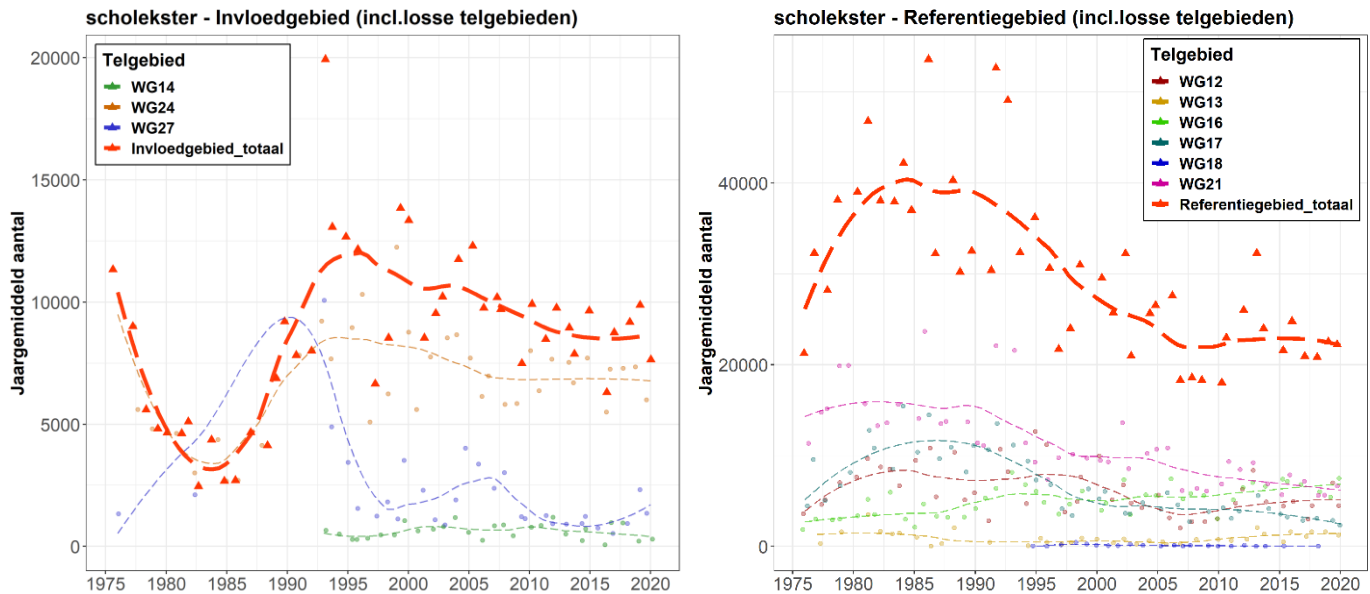 scholekster - Invloedgebied (incl.losse telgebieden)
Telgebied
WG14
WG24
WG27
Invloedgebied_totaal
Jaargemiddeld aantal
20000
15000
10000
5000
0
1975 1980 1985 1990 1995 2000 2005 2010 2015 2020
scholekster - Referentiegebied (incl.losse telgebieden)
Telgebied
WG12
WG13
WG16
WG17
WG18
WG21
Referentiegebied_totaal
Jaargemiddeld aantal
40000
20000
0
1975 1980 1985 1990 1995 2000 2005 2010 2015 2020